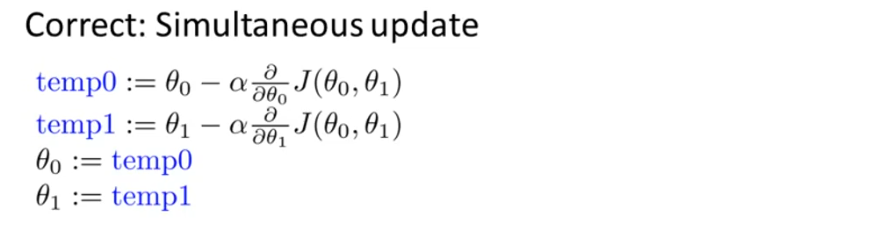 Correct: Simultaneous update
temp0 := θ₀ − α ∂/∂θ₀ J(θ₀, θ₁)
temp1 := θ₁ − α ∂/∂θ₁ J(θ₀, θ₁)
θ₀ := temp0
θ₁ := temp1